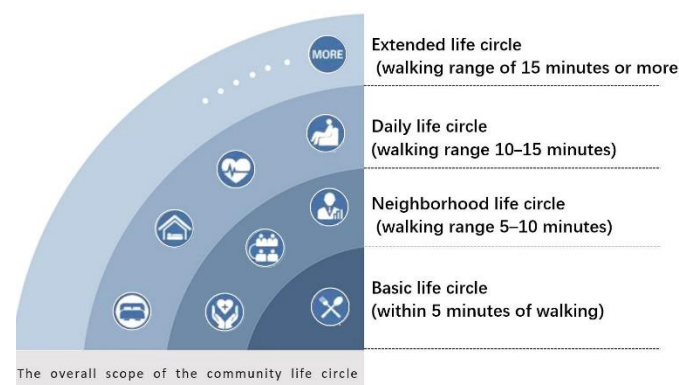 MORE
Extended life circle
(walking range of 15 minutes or more
Daily life circle
(walking range 10–15 minutes)
Neighborhood life circle
(walking range 5–10 minutes)
Basic life circle
(within 5 minutes of walking)
The overall scope of the community life circle